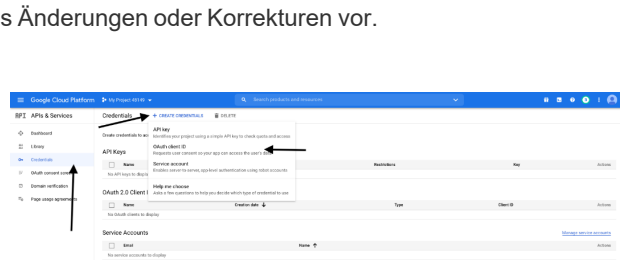 s Änderungen oder Korrekturen vor.
Google Cloud Platform My Project 48149 Search products and resources
API APIs & Services Credentials + CREATE CREDENTIALS DELETE
Dashboard
Library
Credentials
OAuth consent screen
Domain verification
Page usage agreements
Create credentials to ac
API key
Identifies your project using a simple API key to check quota and access
OAuth client ID
Requests user consent so your app can access the user's data
Service account
Enables server-to-server, app-level authentication using robot accounts
Help me choose
Asks a few questions to help you decide which type of credential to use
API Keys
Name Restrictions Key Actions
No API keys to displa
OAuth 2.0 Client I
Name Creation date Type Client ID Actions
No OAuth clients to display
Service Accounts Manage service accounts
Email Name Actions
No service accounts to display